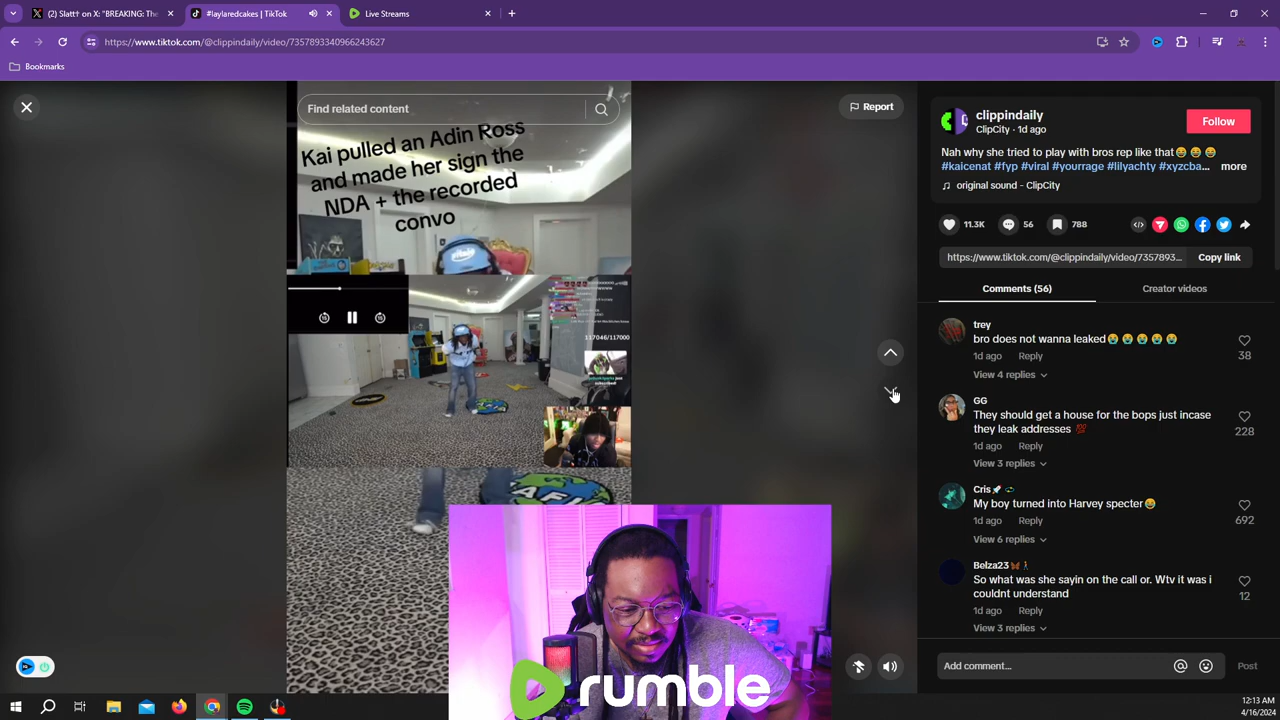 (2) Slatt† on X: "BREAKING: The
#laylaredcakes | TikTok
Live Streams
https://www.tiktok.com/@clippindaily/video/7357893340966243627
Bookmarks
Find related content
Report
Kai pulled an Adin Ross
and made her sign the
NDA + the recorded
convo
117046/117000
clippindaily
ClipCity · 1d ago
Follow
Nah why she tried to play with bros rep like that😂 😂 😂
#kaicenat #fyp #viral #yourrage #lilyachty #xyzcba... more
original sound - ClipCity
11.3K
56
788
https://www.tiktok.com/@clippindaily/video/7357893...
Copy link
Comments (56)
Creator videos
trey
bro does not wanna leaked😭😭😭😭😭
1d ago Reply
38
View 4 replies
GG
They should get a house for the bops just incase
they leak addresses 💯
1d ago Reply
228
View 3 replies
Cris
My boy turned into Harvey specter😂
1d ago Reply
692
View 6 replies
Belza23
So what was she sayin on the call or. Wtv it was i
couldnt understand
1d ago Reply
12
View 3 replies
Add comment...
Post
rumble
12:13 AM
4/16/2024